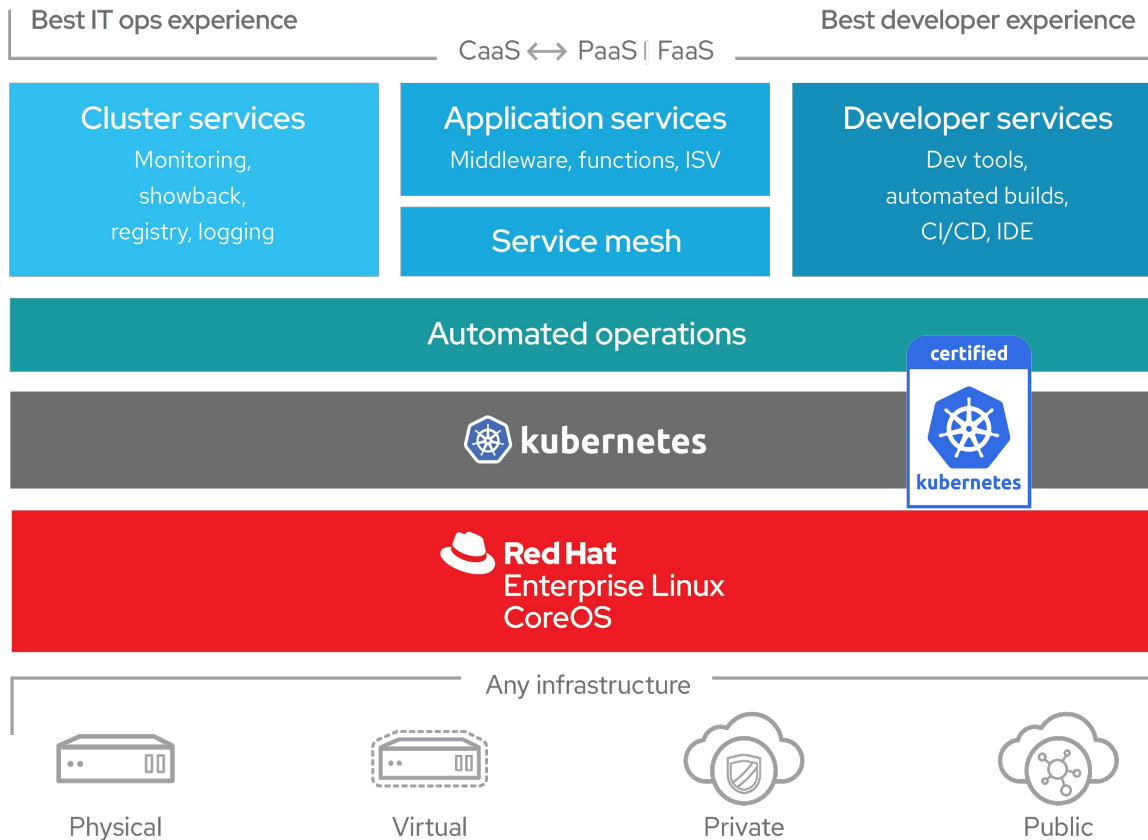 Best IT ops experience
Best developer experience
CaaS ↔ PaaS | FaaS
Cluster services
Monitoring,
showback,
registry, logging
Application services
Middleware, functions, ISV
Service mesh
Developer services
Dev tools,
automated builds,
CI/CD, IDE
Automated operations
certified
kubernetes
kubernetes
Red Hat
Enterprise Linux
CoreOS
Any infrastructure
Physical
Virtual
Private
Public